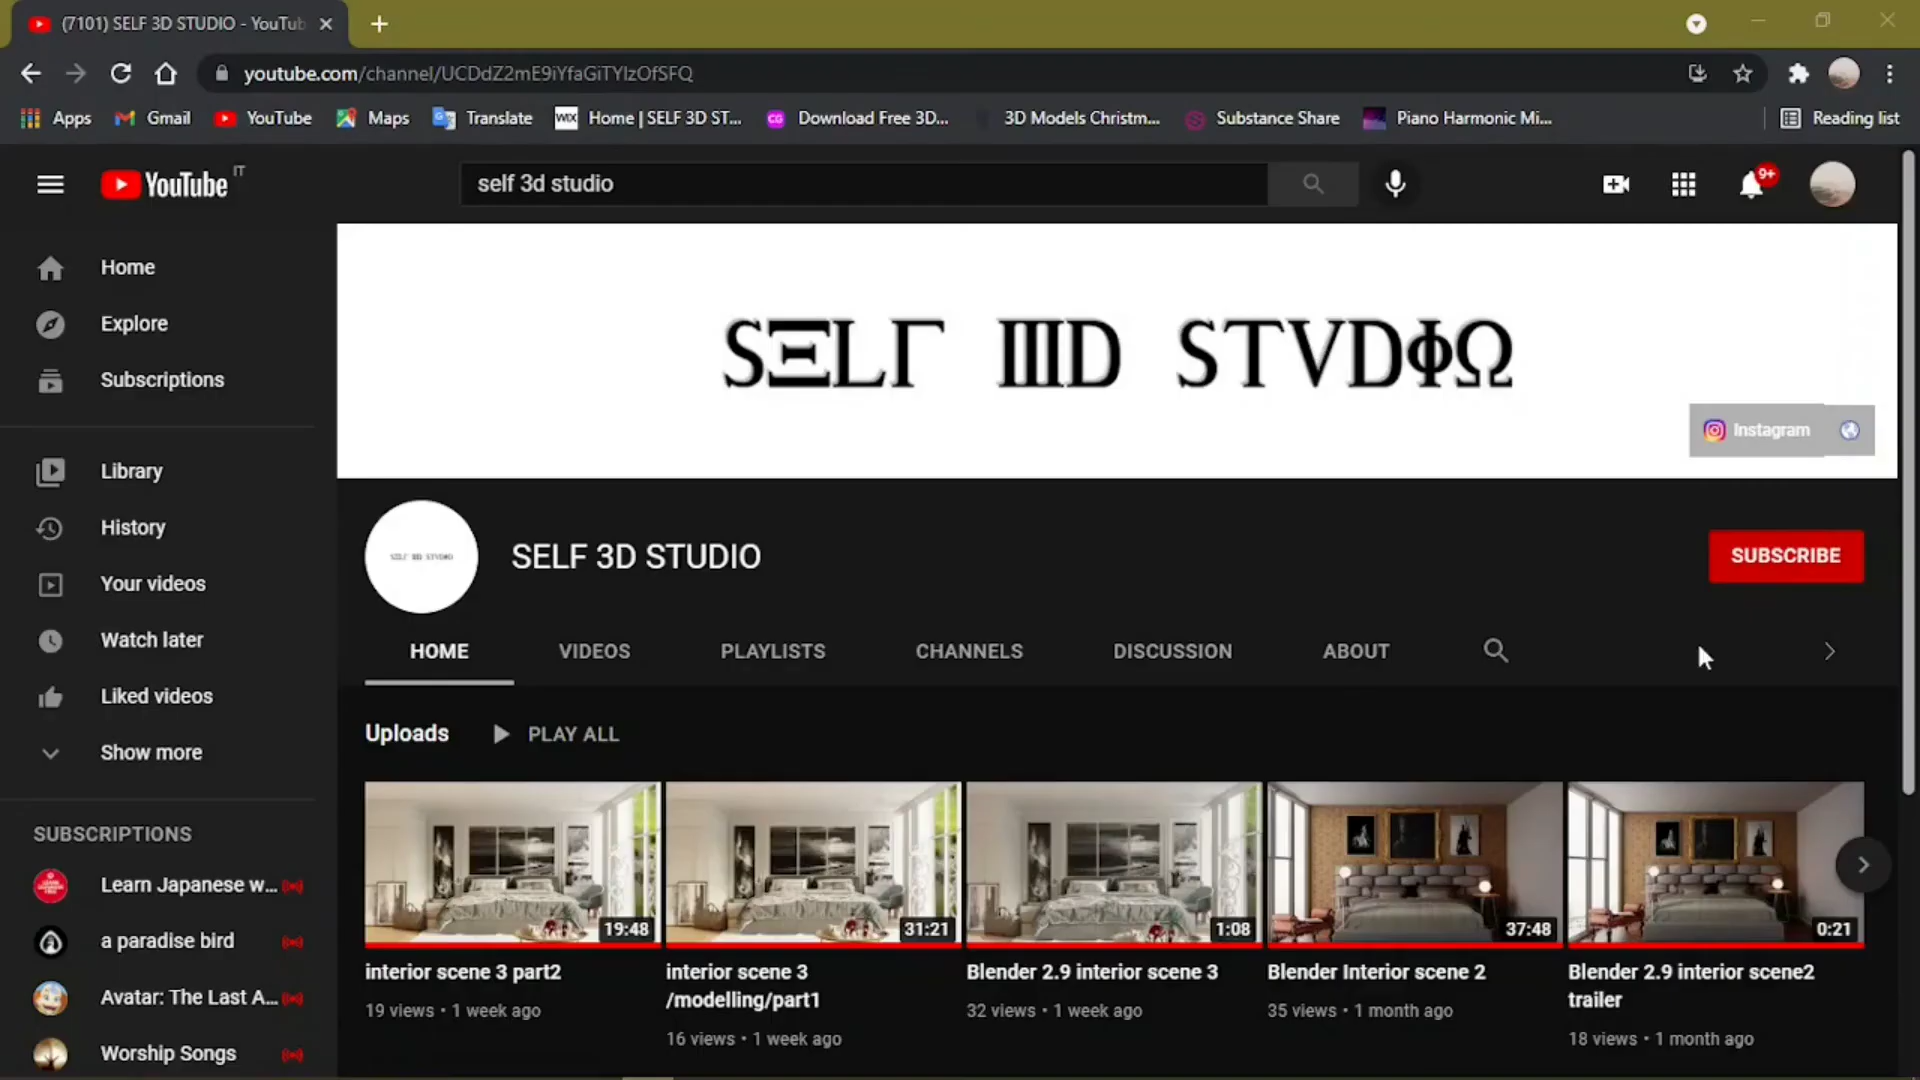 (7101) SELF 3D STUDIO - YouTub
youtube.com/channel/UCDdZ2mE9iYfaGiTYIzOfSFQ
Apps
Gmail
YouTube
Maps
Translate
WIX
Home | SELF 3D ST...
CG
Download Free 3D...
3D Models Christm...
Substance Share
Piano Harmonic Mi...
Reading list
YouTube IT
self 3d studio
9+
Home
Explore
Subscriptions
Library
History
Your videos
Watch later
Liked videos
Show more
SUBSCRIPTIONS
Learn Japanese w...
a paradise bird
Avatar: The Last A...
Worship Songs
SΞLΓ ⅢD STVDΦΩ
Instagram
SΞLΓ ⅢD STVDΦΩ
SELF 3D STUDIO
SUBSCRIBE
HOME
VIDEOS
PLAYLISTS
CHANNELS
DISCUSSION
ABOUT
Uploads
PLAY ALL
19:48
interior scene 3 part2
19 views • 1 week ago
31:21
interior scene 3
/modelling/part1
16 views • 1 week ago
1:08
Blender 2.9 interior scene 3
32 views • 1 week ago
37:48
Blender Interior scene 2
35 views • 1 month ago
0:21
Blender 2.9 interior scene2
trailer
18 views • 1 month ago